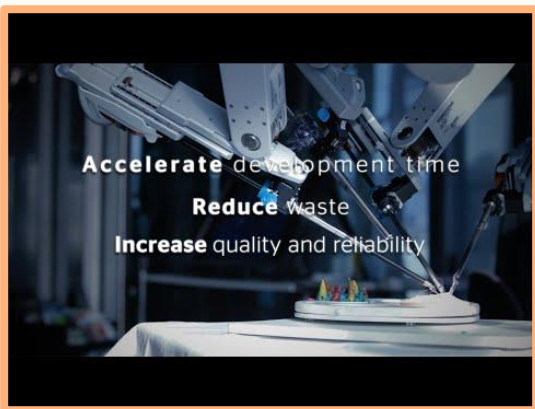 Accelerate development time
Reduce waste
Increase quality and reliability